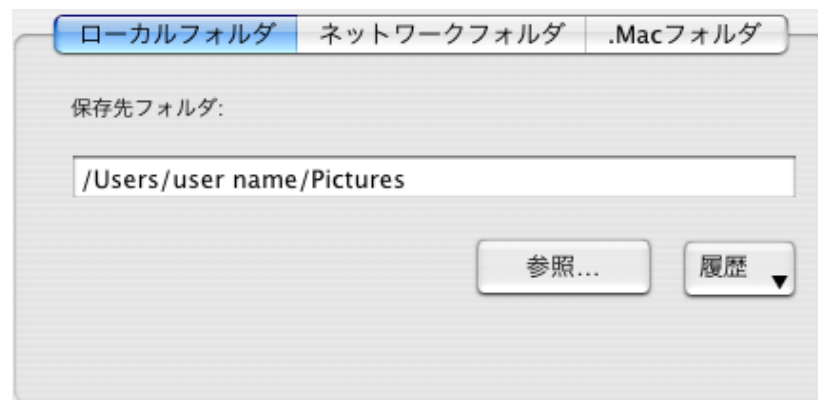 ローカルフォルダ ネットワークフォルダ .Macフォルダ
保存先フォルダ:
/Users/user name/Pictures
参照... 履歴